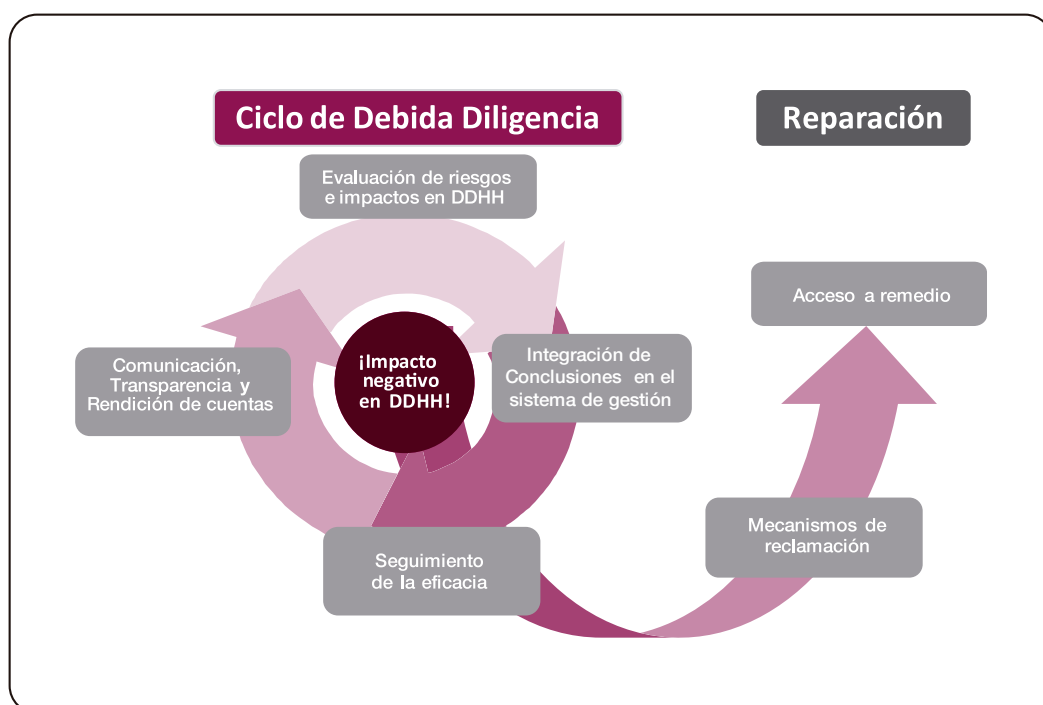 Ciclo de Debida Diligencia
Reparación
Evaluación de riesgos
e impactos en DDHH
Acceso a remedio
Comunicación,
Transparencia y
Rendición de cuentas
¡Impacto
negativo
en DDHH!
Integración de
Conclusiones en el
sistema de gestión
Mecanismos de
reclamación
Seguimiento
de la eficacia